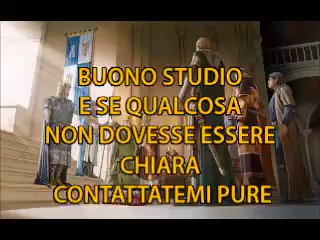 BUONO STUDIO
E SE QUALCOSA
NON DOVESSE ESSERE
CHIARA
CONTATTATEMI PURE